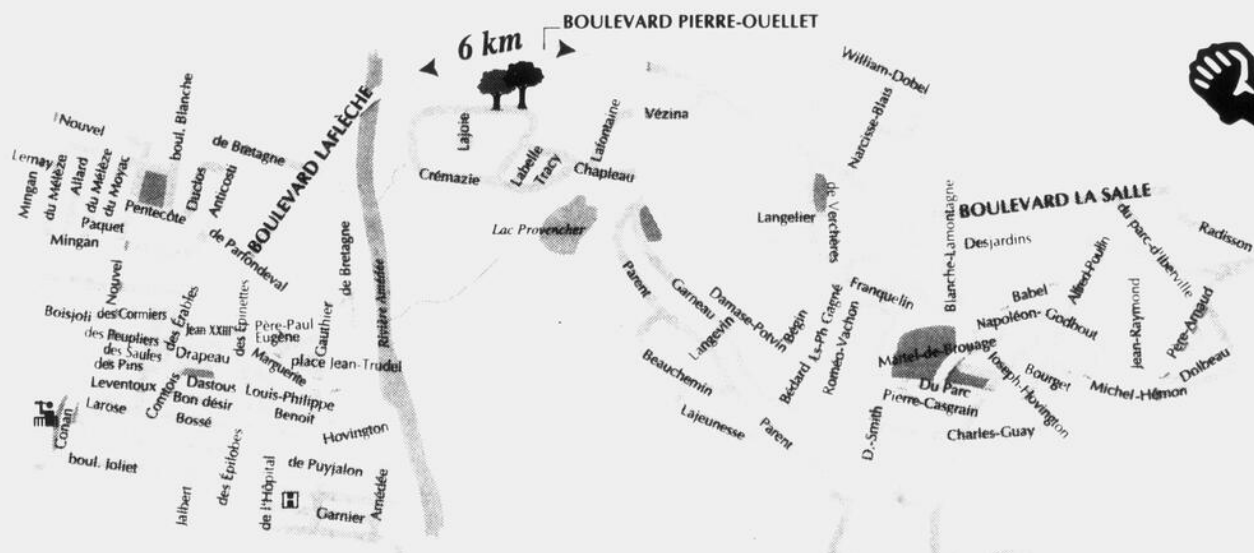 BOULEVARD PIERRE-OUELLET
6 km
William-Dobel
Narcisse-Blais
Vézina
Lafontaine
Lajoie
Labelle
Tracy
Chapleau
Crémazie
Lac Provencher
BOULEVARD LAFLÈCHE
Rivière Amédée
Nouvel
boul. Blanche
de Bretagne
Lemay
Mingan
du Mélèze
Allard
du Mélèze
du Moyac
Duclos
Anticosti
Pentecôte
Paquet
Mingan
de Parfondeval
de Bretagne
Nouvel
Boisjoli
des Cormiers
des Érables
Jean XXIII
des Épinettes
Père-Paul
Eugène
Gauthier
des Peupliers
des Saules
des Pins
Drapeau
Marguerite
place Jean-Trudel
Leventoux
Comtois
Dastous
Louis-Philippe
Larose
Bon désir
Benoit
Conan
Bossé
Hovington
boul. Joliet
de Puyjalon
Jalbert
des Épilobes
de l'Hôpital
H
Garnier
Amédée
Langelier
de Verchères
Blanche-Lamontagne
BOULEVARD LA SALLE
Desjardins
Alfred-Poulin
du parc-d'Iberville
Radisson
Parent
Garneau
Langevin
Damase-Potvin
Bégin
Franquelin
Babel
Napoléon-Godbout
Jean-Raymond
Père-Arnaud
Beauchemin
Bédard
Ls-Ph Gagné
Roméo-Vachon
Martel-de-Brouage
Joseph-Hovington
Bourget
Michel-Hémon
Dolbeau
Lajeunesse
Parent
Du Parc
Pierre-Casgrain
D.-Smith
Charles-Guay